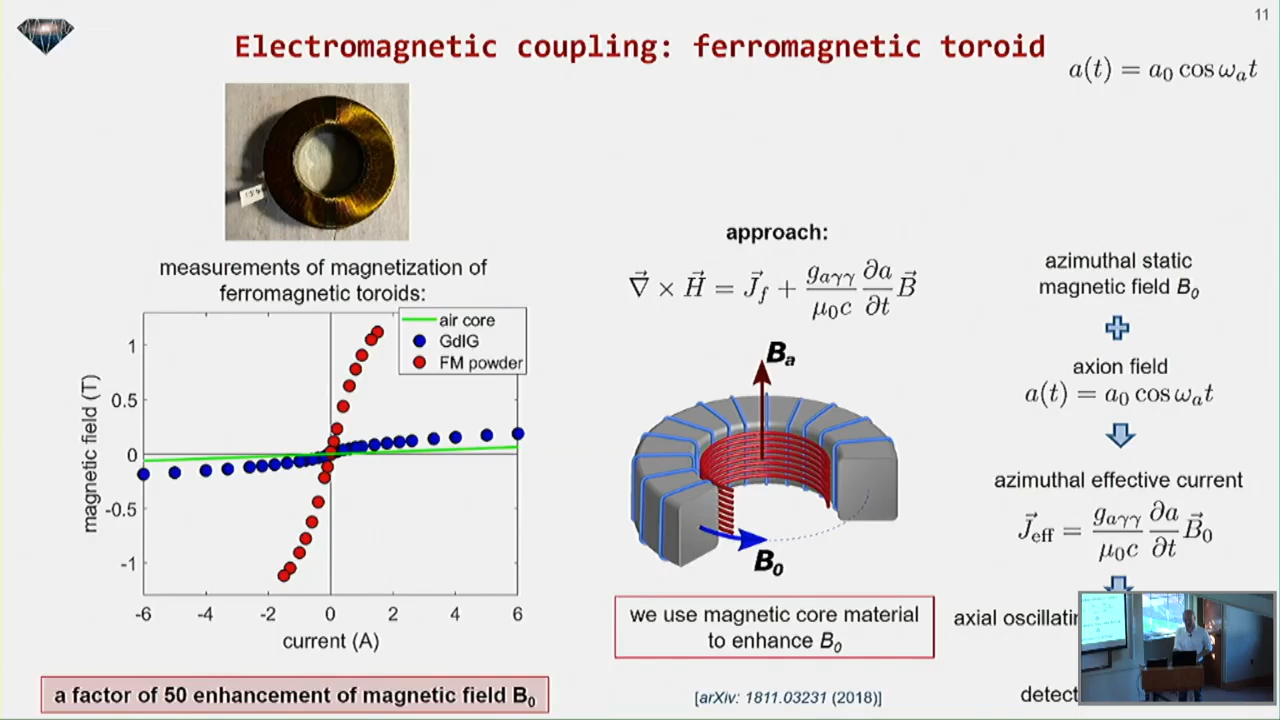 11
Electromagnetic coupling: ferromagnetic toroid
a(t) = a₀ cos ωₐt
measurements of magnetization of
ferromagnetic toroids:
air core
GdIG
FM powder
magnetic field (T)
1
0.5
0
-0.5
-1
-6 -4 -2 0 2 4 6
current (A)
a factor of 50 enhancement of magnetic field B₀
approach:
∇⃗ × H⃗ = J⃗_f + (g_aγγ / μ₀c) (∂a / ∂t) B⃗
Bₐ
B₀
we use magnetic core material
to enhance B₀
[arXiv: 1811.03231 (2018)]
azimuthal static
magnetic field B₀
axion field
a(t) = a₀ cos ωₐt
azimuthal effective current
J⃗_eff = (g_aγγ / μ₀c) (∂a / ∂t) B⃗₀
axial